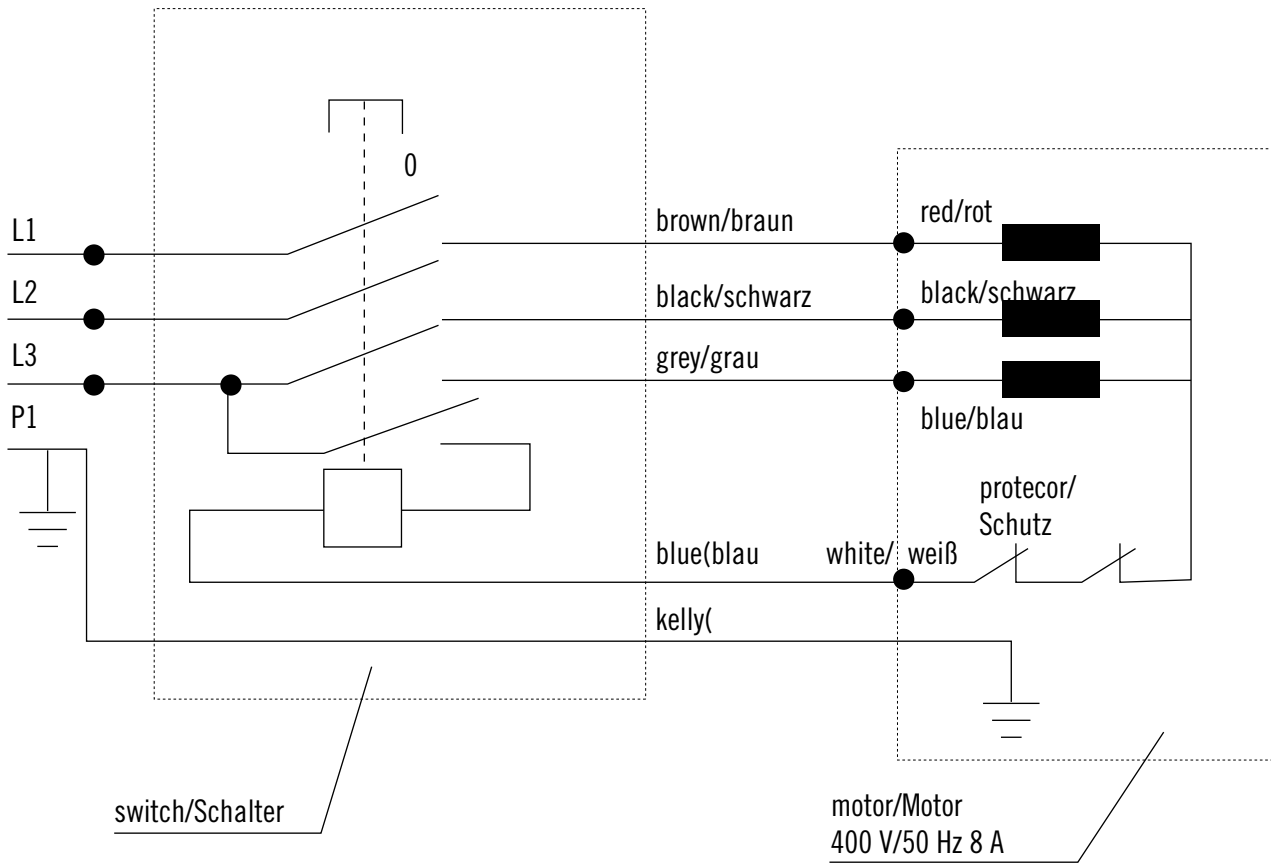 0
L1
brown/braun
red/rot
L2
black/schwarz
black/schwarz
L3
grey/grau
P1
blue/blau
protecor/
Schutz
blue(blau
white/ weiß
kelly(
switch/Schalter
motor/Motor
400 V/50 Hz 8 A